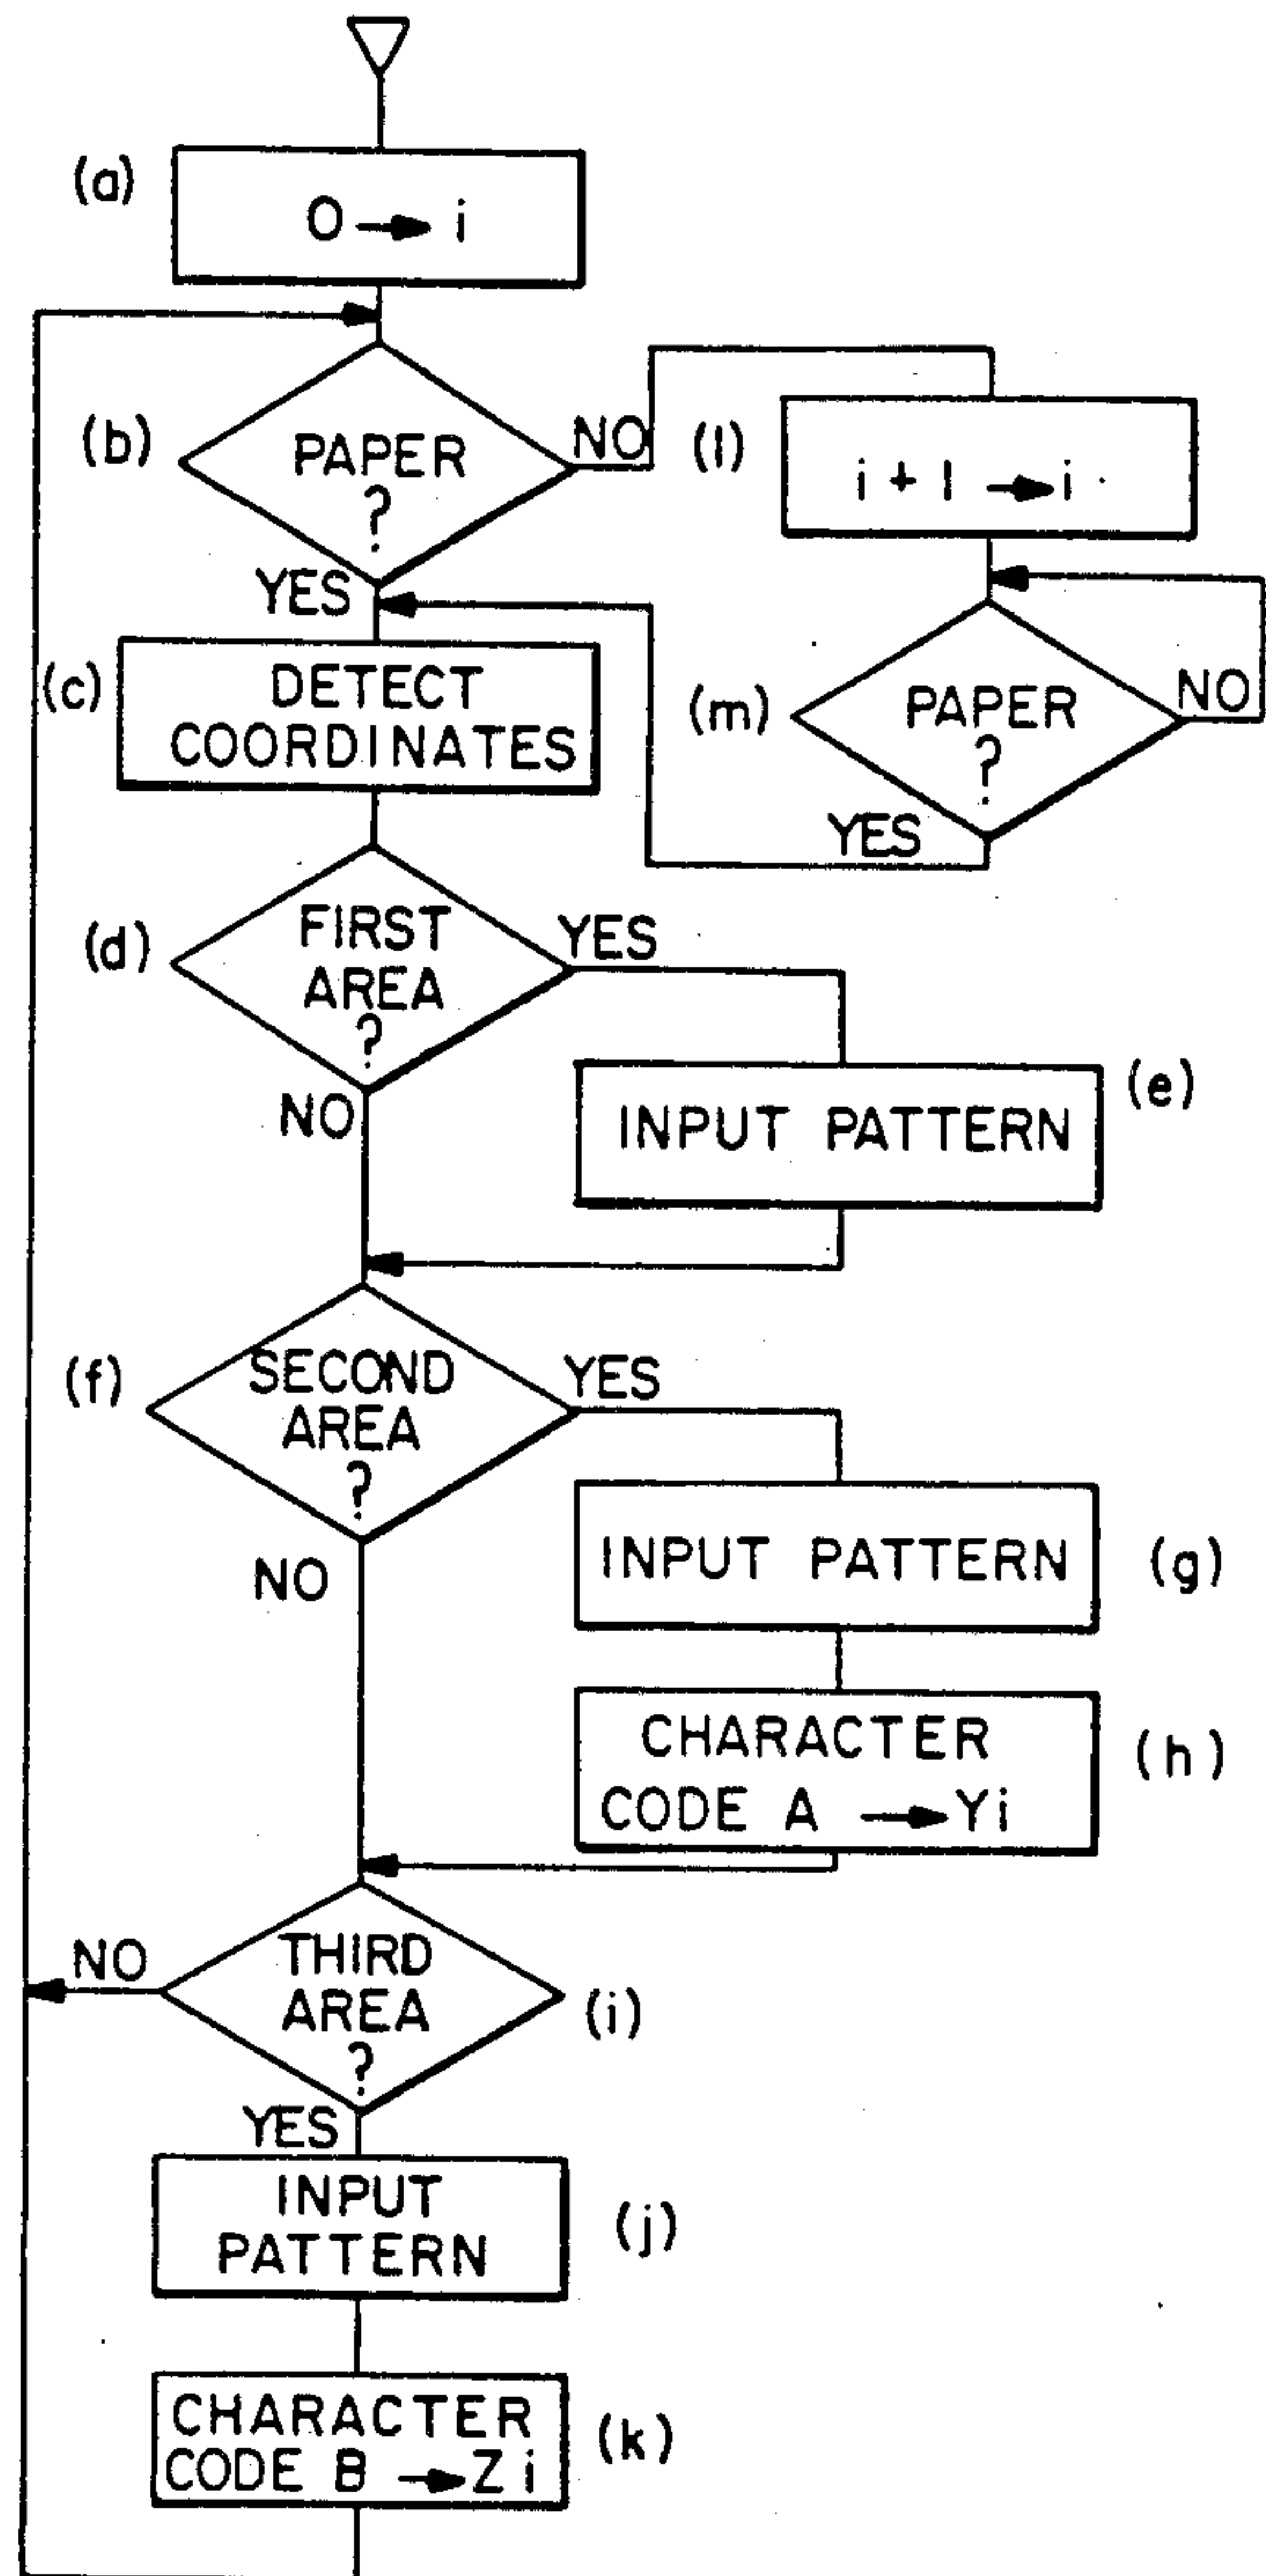 (a)
0 → i
(b)
PAPER
?
NO
YES
(l)
i + 1 → i
(m)
PAPER
?
NO
YES
(c)
DETECT
COORDINATES
(d)
FIRST
AREA
?
YES
NO
(e)
INPUT PATTERN
(f)
SECOND
AREA
?
YES
NO
INPUT PATTERN
(g)
CHARACTER
CODE A → Yi
(h)
NO
THIRD
AREA
?
(i)
YES
INPUT
PATTERN
(j)
CHARACTER
CODE B → Zi
(k)